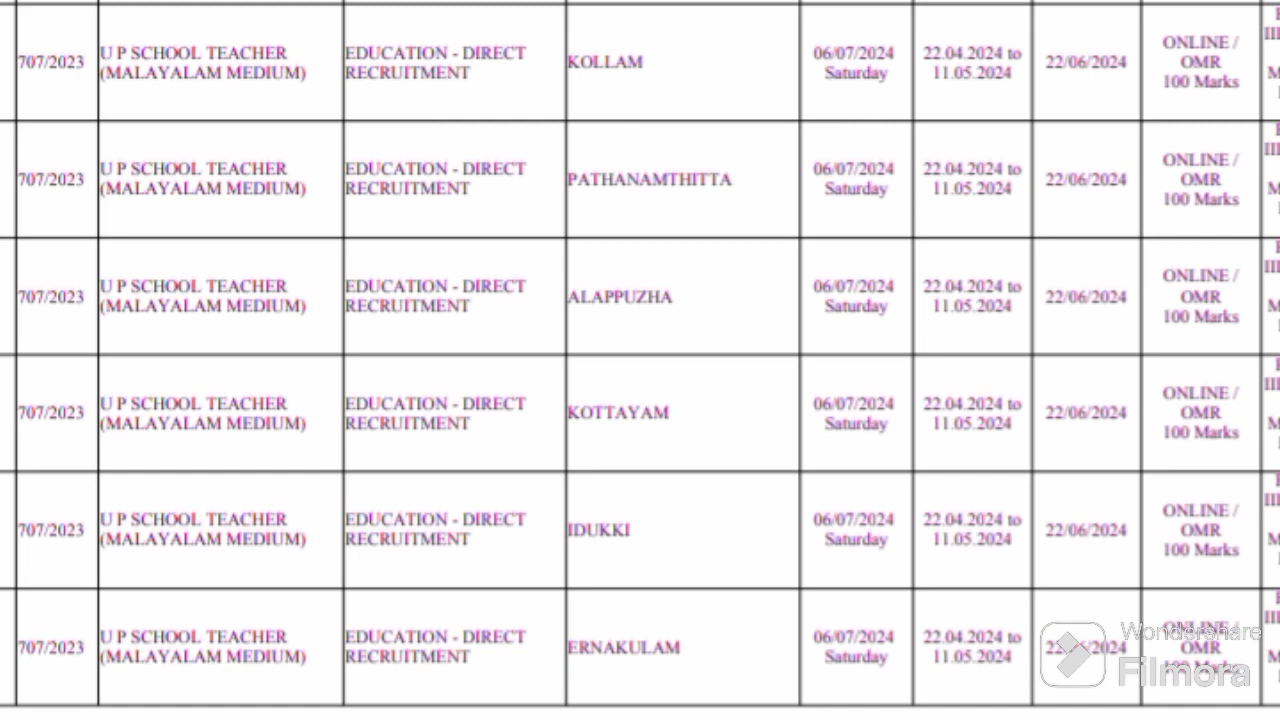 707/2023
U P SCHOOL TEACHER
(MALAYALAM MEDIUM)
EDUCATION - DIRECT
RECRUITMENT
KOLLAM
06/07/2024
Saturday
22.04.2024 to
11.05.2024
22/06/2024
ONLINE /
OMR
100 Marks
707/2023
U P SCHOOL TEACHER
(MALAYALAM MEDIUM)
EDUCATION - DIRECT
RECRUITMENT
PATHANAMTHITTA
06/07/2024
Saturday
22.04.2024 to
11.05.2024
22/06/2024
ONLINE /
OMR
100 Marks
707/2023
U P SCHOOL TEACHER
(MALAYALAM MEDIUM)
EDUCATION - DIRECT
RECRUITMENT
ALAPPUZHA
06/07/2024
Saturday
22.04.2024 to
11.05.2024
22/06/2024
ONLINE /
OMR
100 Marks
707/2023
U P SCHOOL TEACHER
(MALAYALAM MEDIUM)
EDUCATION - DIRECT
RECRUITMENT
KOTTAYAM
06/07/2024
Saturday
22.04.2024 to
11.05.2024
22/06/2024
ONLINE /
OMR
100 Marks
707/2023
U P SCHOOL TEACHER
(MALAYALAM MEDIUM)
EDUCATION - DIRECT
RECRUITMENT
IDUKKI
06/07/2024
Saturday
22.04.2024 to
11.05.2024
22/06/2024
ONLINE /
OMR
100 Marks
707/2023
U P SCHOOL TEACHER
(MALAYALAM MEDIUM)
EDUCATION - DIRECT
RECRUITMENT
ERNAKULAM
06/07/2024
Saturday
22.04.2024 to
11.05.2024
OMR
Wondershare
Filmora